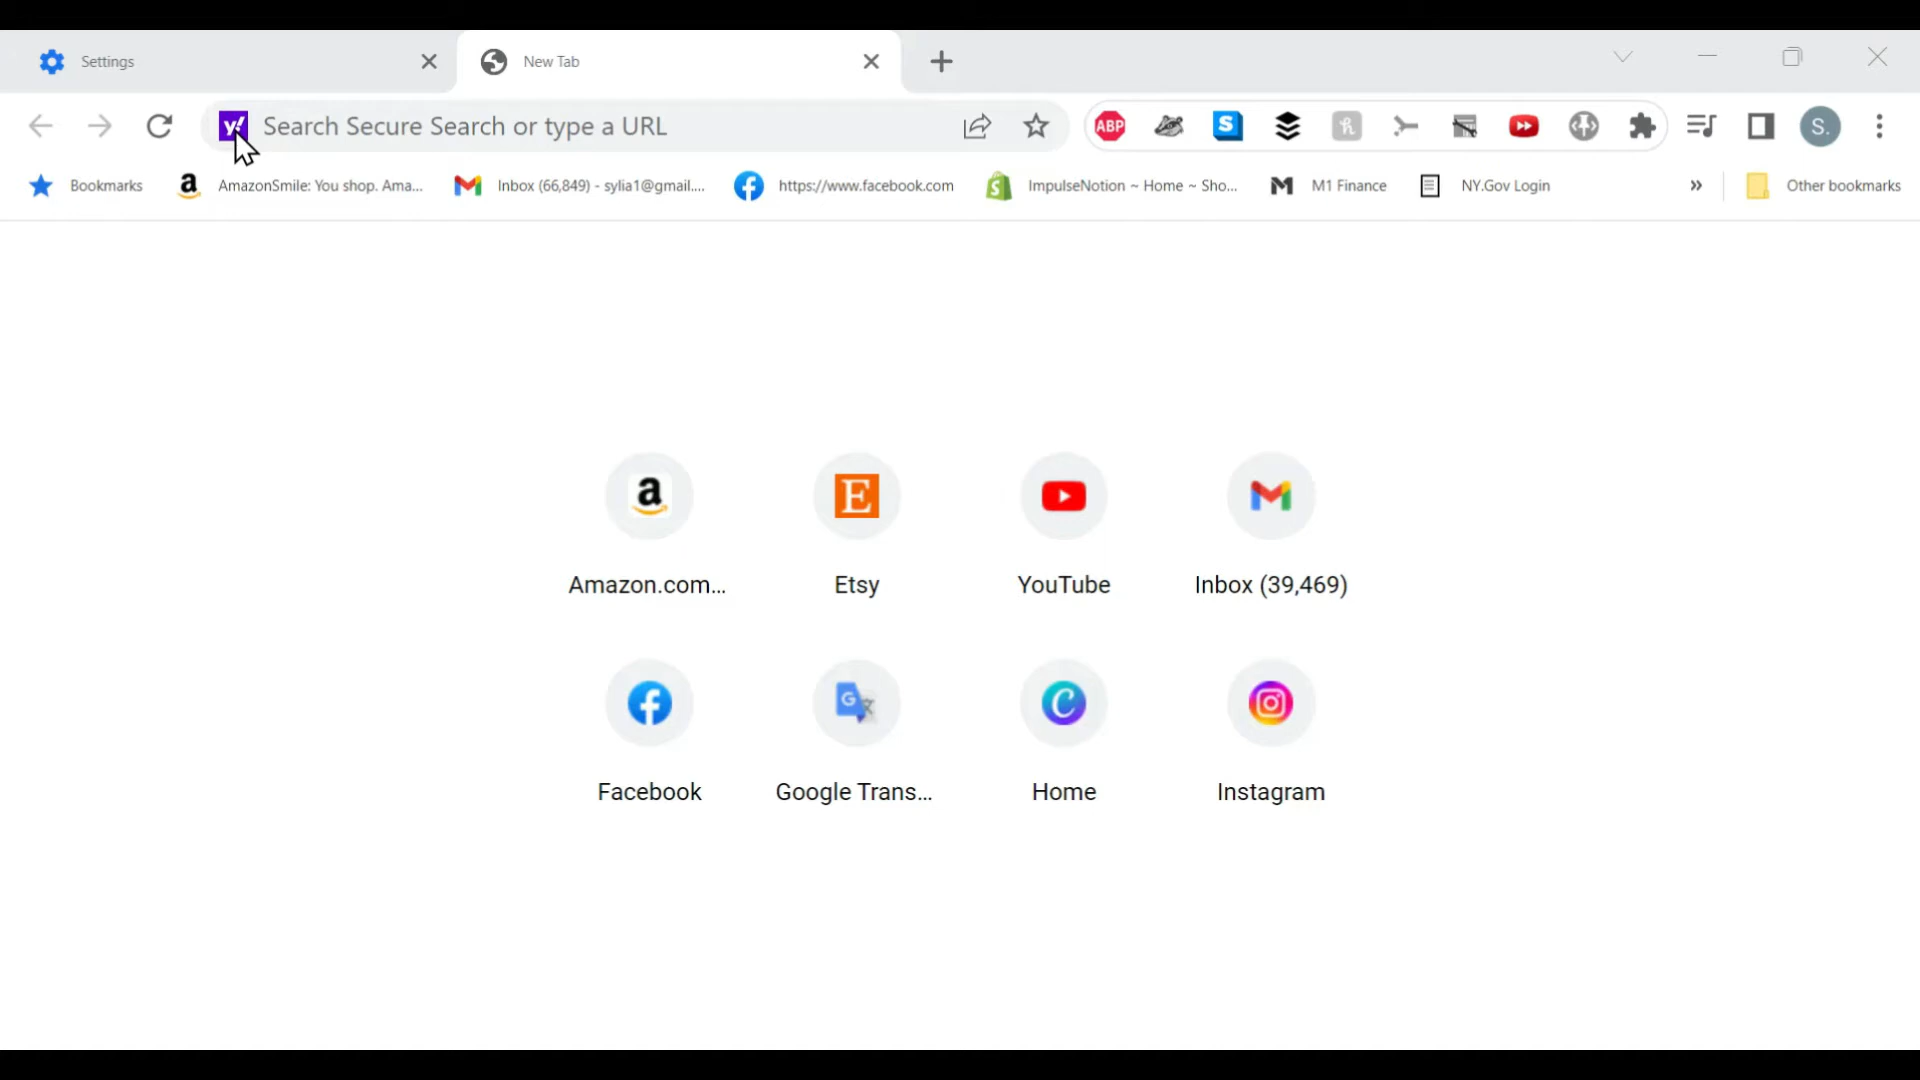 Settings
New Tab
y!
Search Secure Search or type a URL
ABP
S
h
S.
Bookmarks
a
AmazonSmile: You shop. Ama...
Inbox (66,849) - sylia1@gmail....
https://www.facebook.com
ImpulseNotion ~ Home ~ Sho...
M1 Finance
NY.Gov Login
»
Other bookmarks
a
E
Amazon.com...
Etsy
YouTube
Inbox (39,469)
G
C
Facebook
Google Trans...
Home
Instagram